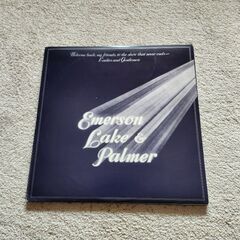 Welcome back, my friends, to the show that never ends~
Ladies and Gentlemen
Emerson
Lake &
Palmer